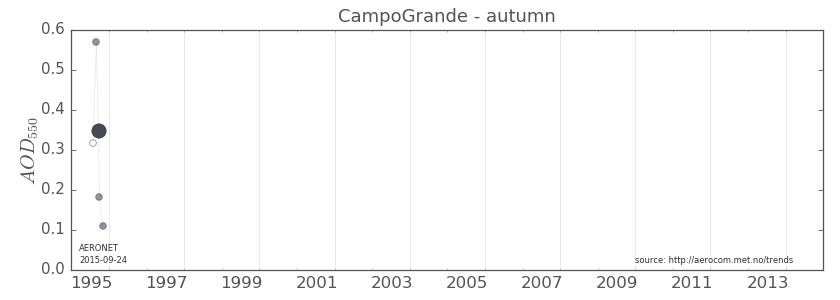 CampoGrande - autumn
0.6
0.5
0.4
0.3
0.2
0.1
0.0
AOD550
AERONET
2015-09-24
source: http://aerocom.met.no/trends
1995 1997 1999 2001 2003 2005 2007 2009 2011 2013